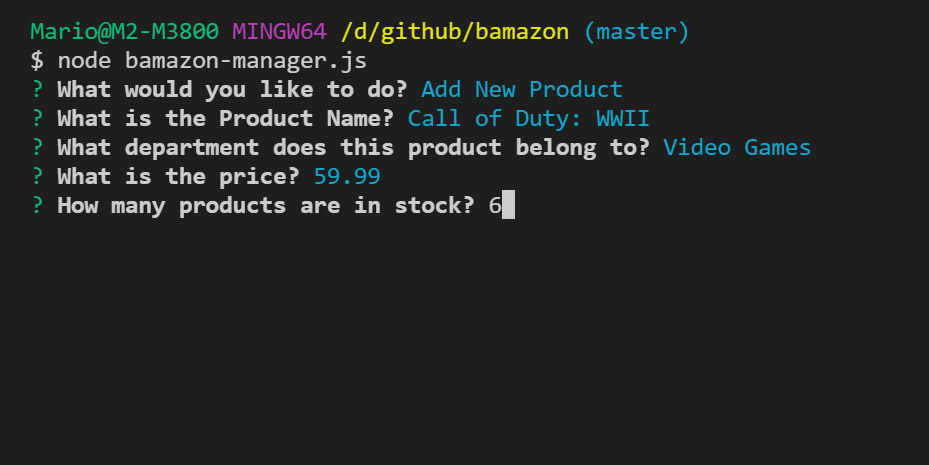 Mario@M2-M3800 MINGW64 /d/github/bamazon (master)
$ node bamazon-manager.js
? What would you like to do? Add New Product
? What is the Product Name? Call of Duty: WWII
? What department does this product belong to? Video Games
? What is the price? 59.99
? How many products are in stock? 6